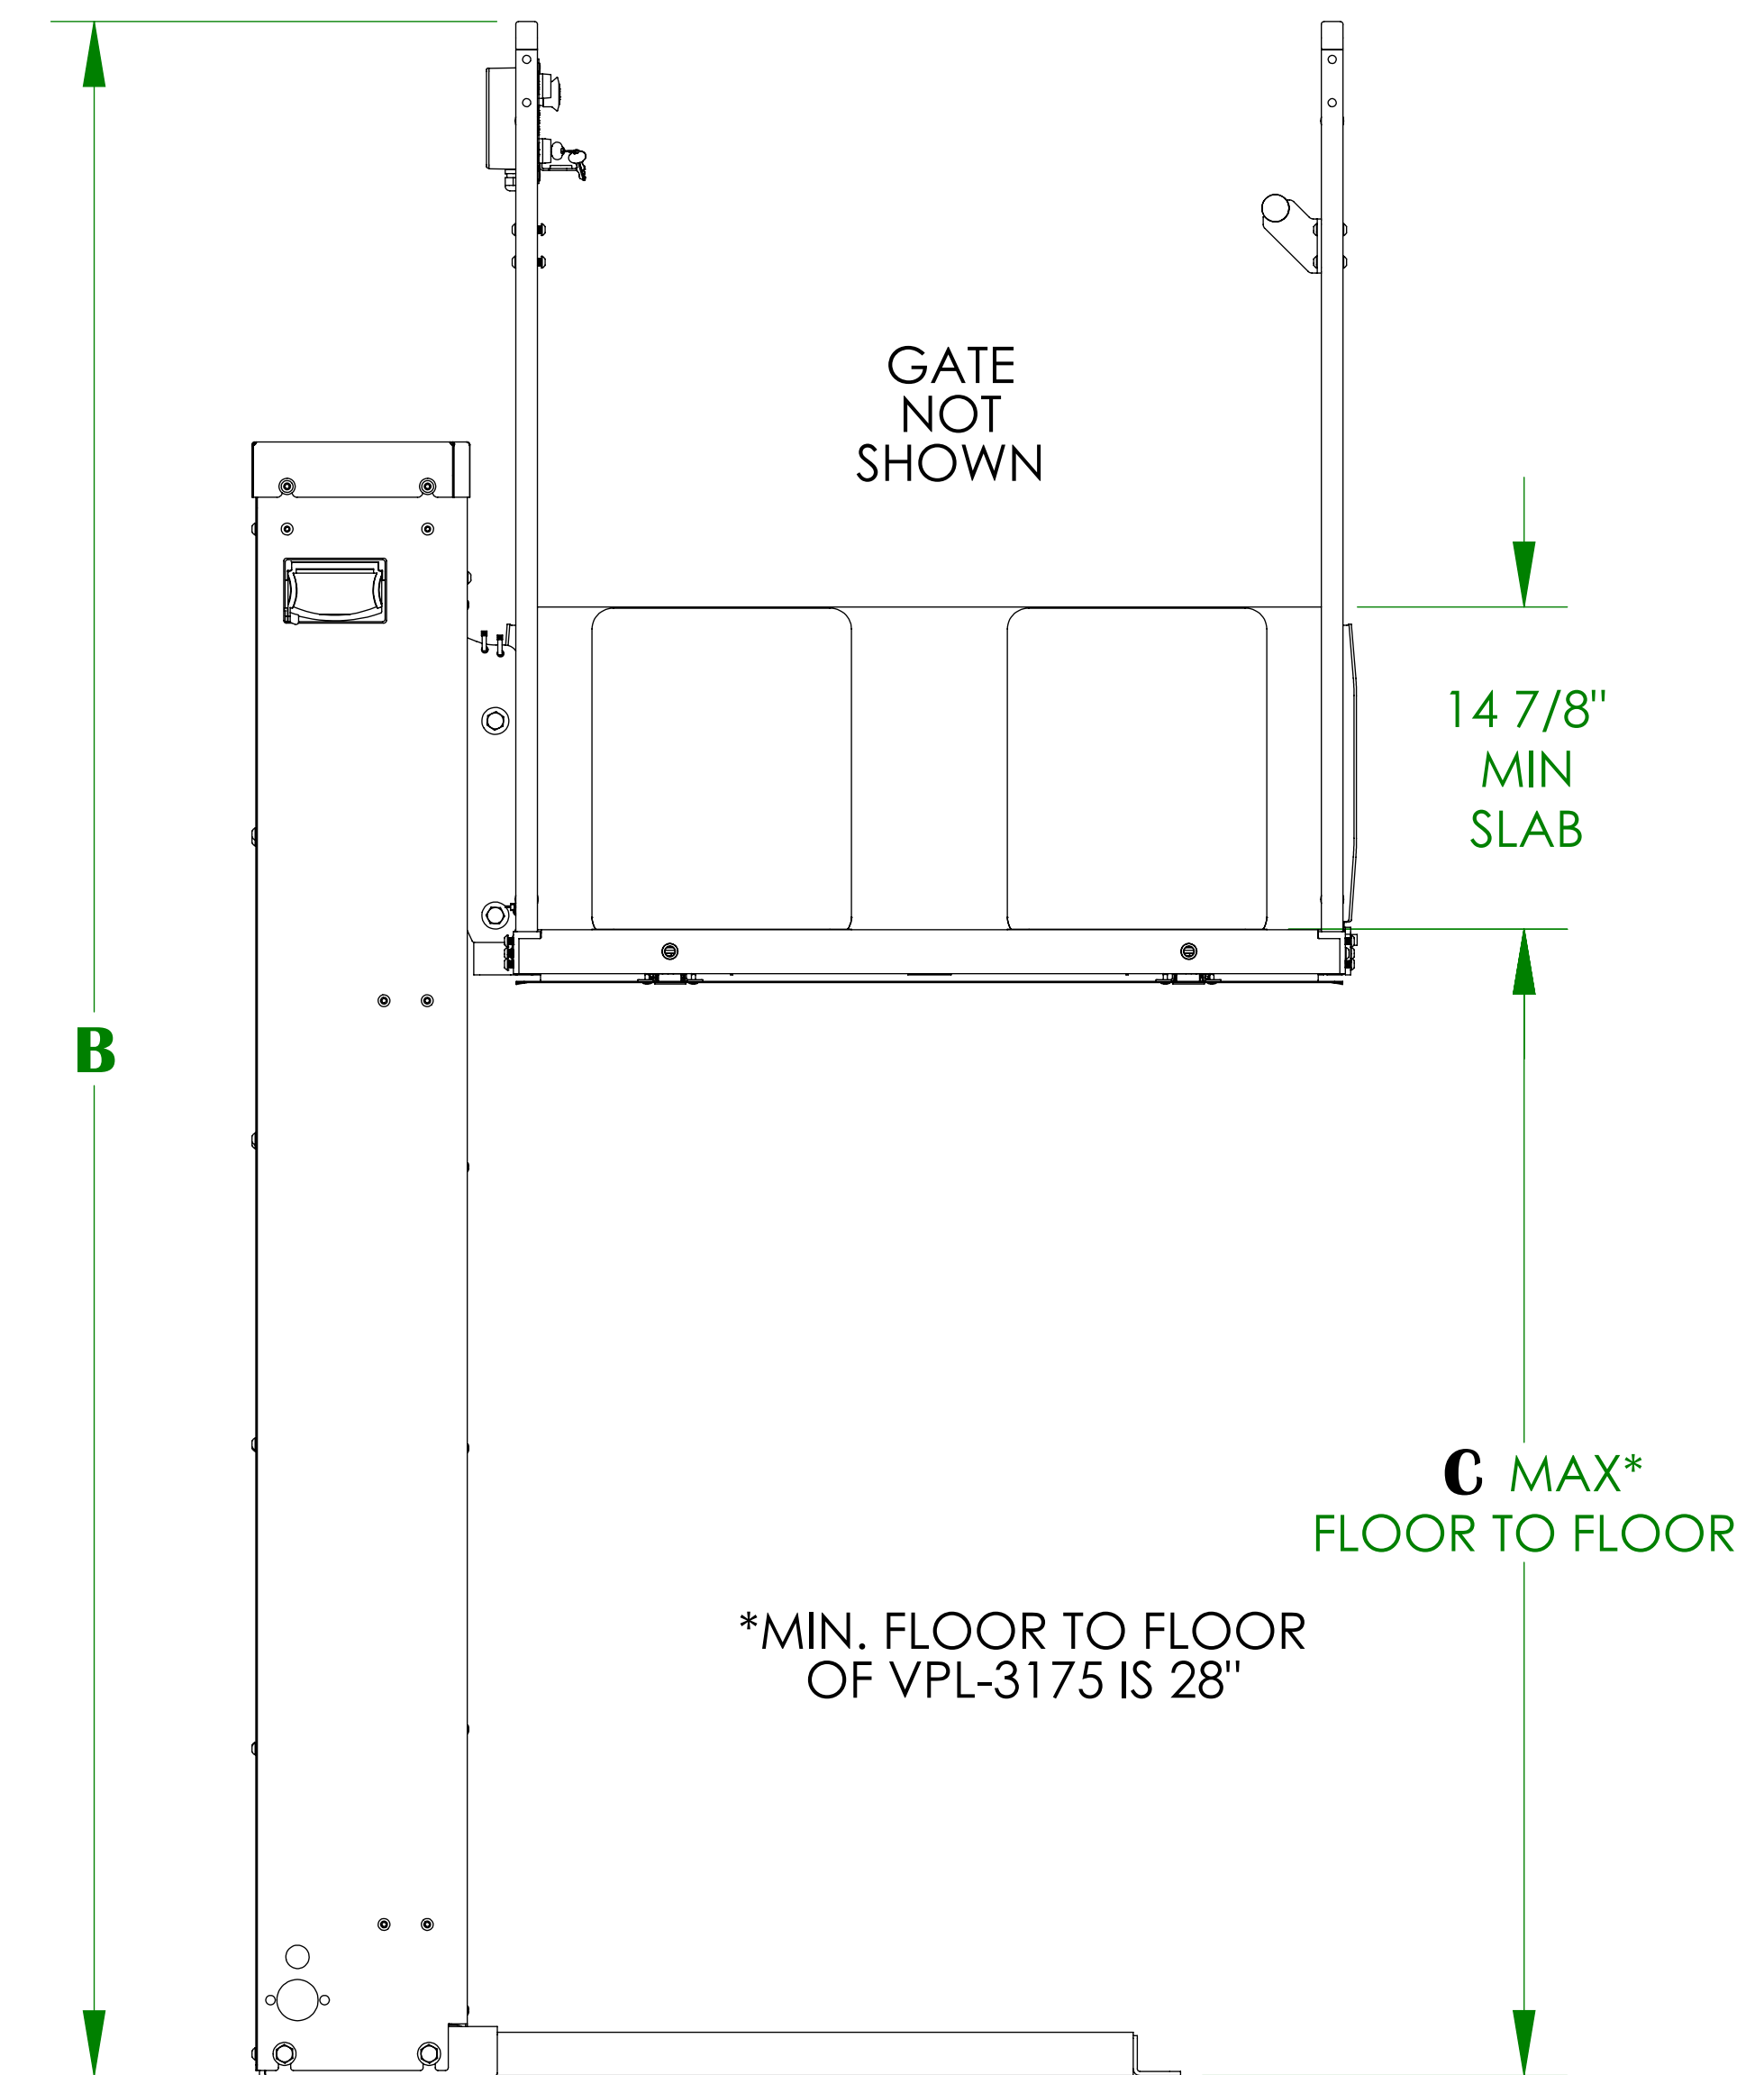 GATE
NOT
SHOWN
14 7/8"
MIN
SLAB
B
C MAX*
FLOOR TO FLOOR
*MIN. FLOOR TO FLOOR
OF VPL-3175 IS 28"